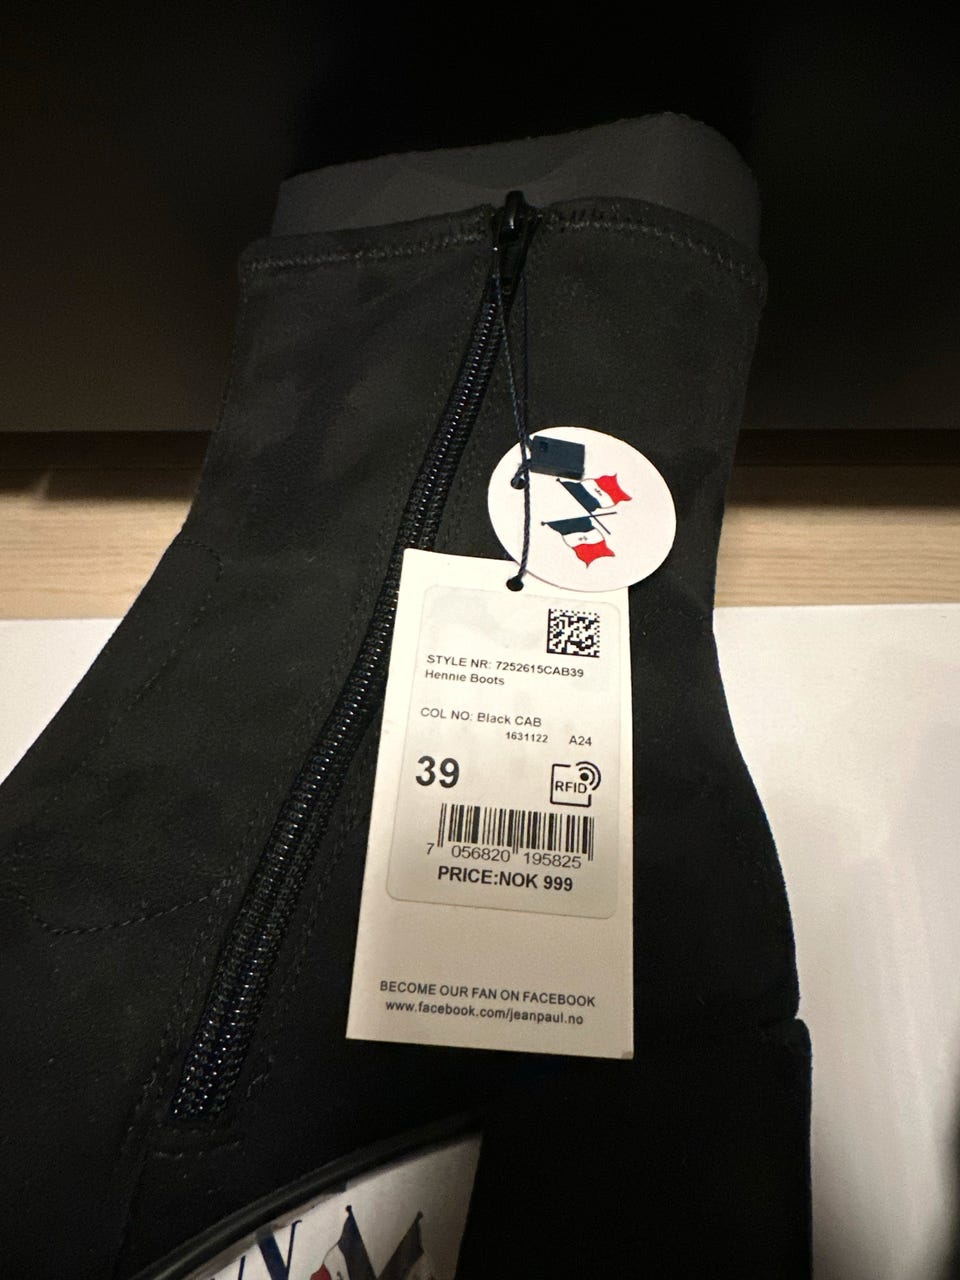 STYLE NR: 7252615CAB39
Hennie Boots
COL NO: Black CAB
1631122 A24
39
RFID
7 056820 195825
PRICE:NOK 999
BECOME OUR FAN ON FACEBOOK
www.facebook.com/jeanpaul.no